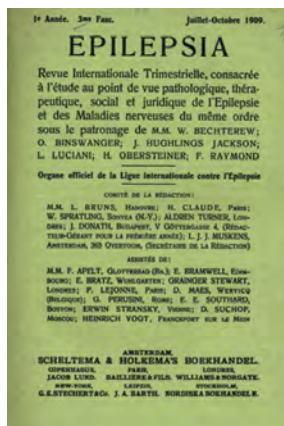 1e Année. 3me Fasc. Juillet-Octobre 1909.
EPILEPSIA
Revue Internationale Trimestrielle, consacrée
à l'étude au point de vue pathologique, théra-
peutique, social et juridique de l'Epilepsie
et des Maladies nerveuses du même ordre
sous le patronage de M.M. W. BECHTEREW;
O. BINSWANGER; J. HUGHLINGS JACKSON;
L. LUCIANI; H. OBERSTEINER; F. RAYMOND
Organe officiel de la Ligue internationale contre l'Epilepsie
COMITÉ DE LA RÉDACTION:
M.M. L. BRUNS, HANOVRE; H. CLAUDE, PARIS;
W. SPRATLING, SONYEA (N.-Y.); ALDREN TURNER, LON-
DRES; J. DONATH, BUDAPEST, V GÖTTERGASSE 4, (RÉDAC-
TEUR-GÉRANT POUR LA PREMIÈRE ANNÉE); L. J. J. MUSKENS,
AMSTERDAM, 363 OVERTOOM, (SECRÉTAIRE DE LA RÉDACTION)
ASSISTÉS DE:
M.M. F. APELT, GLOTTERBAD (BA.); E. BRAMWELL, EDIM-
BOURG; E. BRATZ, WUHLGARTEN; GRAINGER STEWART,
LONDRES; P. LEJONNE, PARIS; D. MAES, WERVICQ
(BELGIQUE); G. PERUSINI, ROME; E. E. SOUTHARD,
BOSTON; ERWIN STRANSKY, VIENNE; D. SUCHOP,
MOSCOU; HEINRICH VOGT, FRANCFORT SUR LE MEIN
AMSTERDAM,
SCHELTEMA & HOLKEMA'S BOEKHANDEL.
COPENHAGUE, PARIS, LONDRES,
JACOB LUND. BAILLIÈRE & FILS. WILLIAMS & NORGATE.
NEW-YORK, LEIPZIG, STOCKHOLM,
G.E. STECHERT & Co. J. A. BARTH. NORDISKA BOKHANDELN.